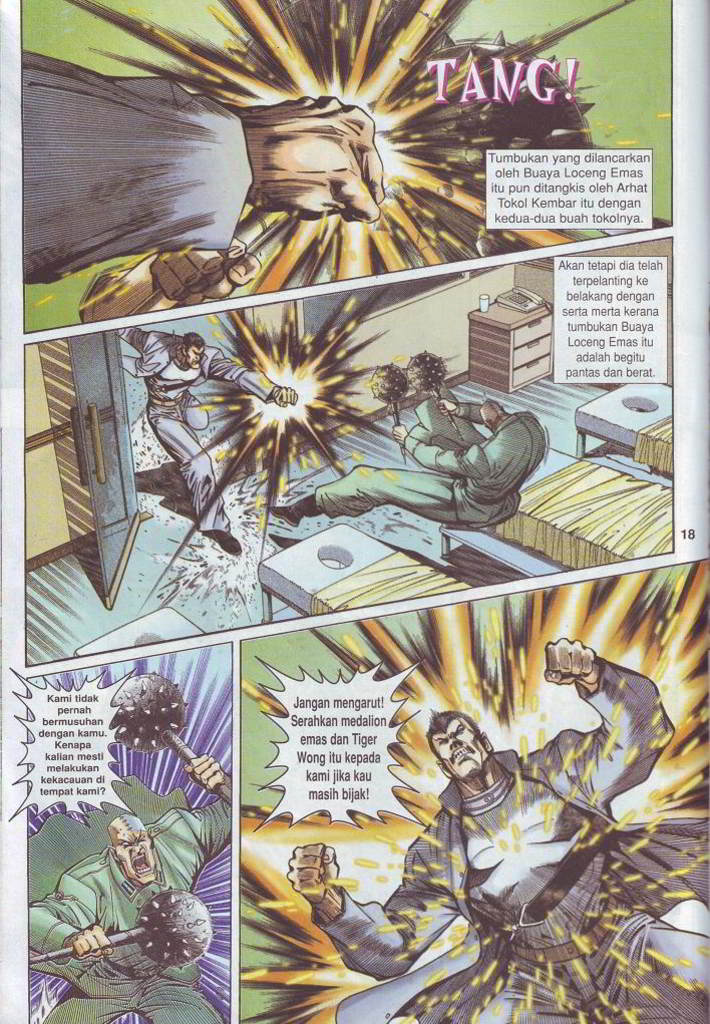 TANG!
Tumbukan yang dilancarkan
oleh Buaya Loceng Emas
itu pun ditangkis oleh Arhat
Tokol Kembar itu dengan
kedua-dua buah tokolnya.
Akan tetapi dia telah
terpelanting ke
belakang dengan
serta merta kerana
tumbukan Buaya
Loceng Emas itu
adalah begitu
pantas dan berat.
18
Kami tidak
pernah
bermusuhan
dengan kamu.
Kenapa
kalian mesti
melakukan
kekacauan di
tempat kami?
Jangan mengarut!
Serahkan medalion
emas dan Tiger
Wong itu kepada
kami jika kau
masih bijak!